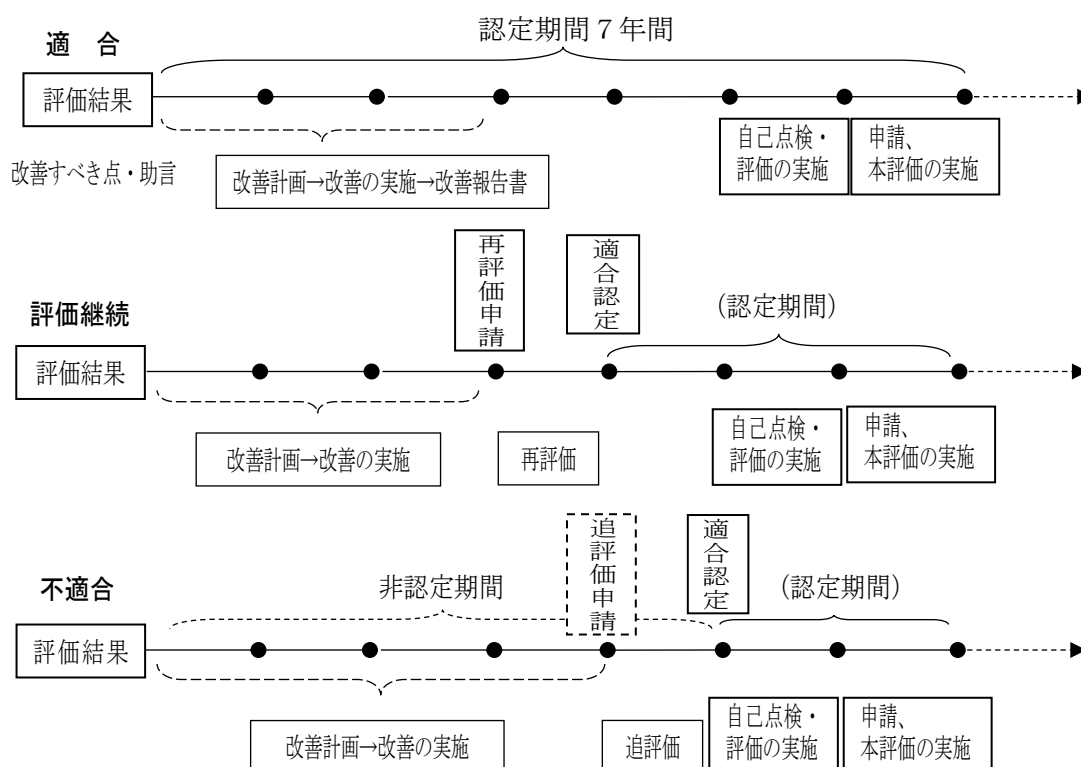 適　合
認定期間７年間
評価結果
改善すべき点・助言
改善計画→改善の実施→改善報告書
自己点検・
評価の実施
申請、
本評価の実施
評価継続
再評価申請
適合認定
（認定期間）
評価結果
改善計画→改善の実施
再評価
自己点検・
評価の実施
申請、
本評価の実施
不適合
非認定期間
追評価申請
適合認定
（認定期間）
評価結果
改善計画→改善の実施
追評価
自己点検・
評価の実施
申請、
本評価の実施